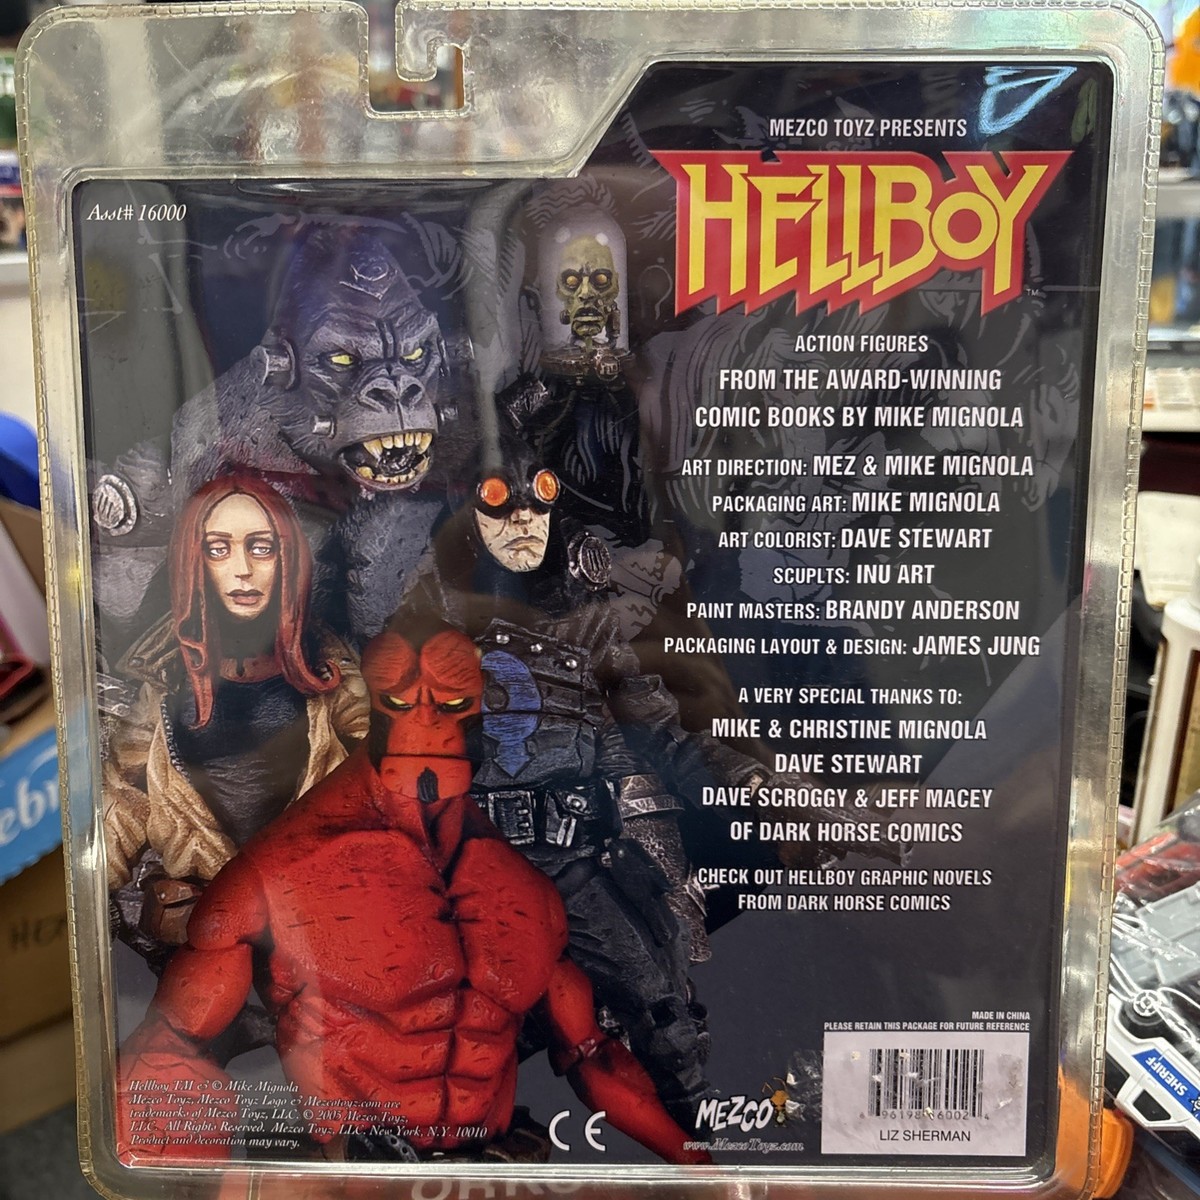 Asst# 16000
MEZCO TOYZ PRESENTS
HELLBOY
TM
ACTION FIGURES
FROM THE AWARD-WINNING
COMIC BOOKS BY MIKE MIGNOLA
ART DIRECTION: MEZ & MIKE MIGNOLA
PACKAGING ART: MIKE MIGNOLA
ART COLORIST: DAVE STEWART
SCUPLTS: INU ART
PAINT MASTERS: BRANDY ANDERSON
PACKAGING LAYOUT & DESIGN: JAMES JUNG
A VERY SPECIAL THANKS TO:
MIKE & CHRISTINE MIGNOLA
DAVE STEWART
DAVE SCROGGY & JEFF MACEY
OF DARK HORSE COMICS
CHECK OUT HELLBOY GRAPHIC NOVELS
FROM DARK HORSE COMICS
MADE IN CHINA
PLEASE RETAIN THIS PACKAGE FOR FUTURE REFERENCE
LIZ SHERMAN
Hellboy TM & © Mike Mignola
Mezco Toyz, Mezco Toyz Logo & Mezcotoyz.com are
trademarks of Mezco Toyz, LLC. © 2005 Mezco Toyz,
LLC. All Rights Reserved. Mezco Toyz, LLC. New York, N.Y. 10010
Product and decoration may vary.
CE
MEZCO
www.MezcoToyz.com
SHERIFF